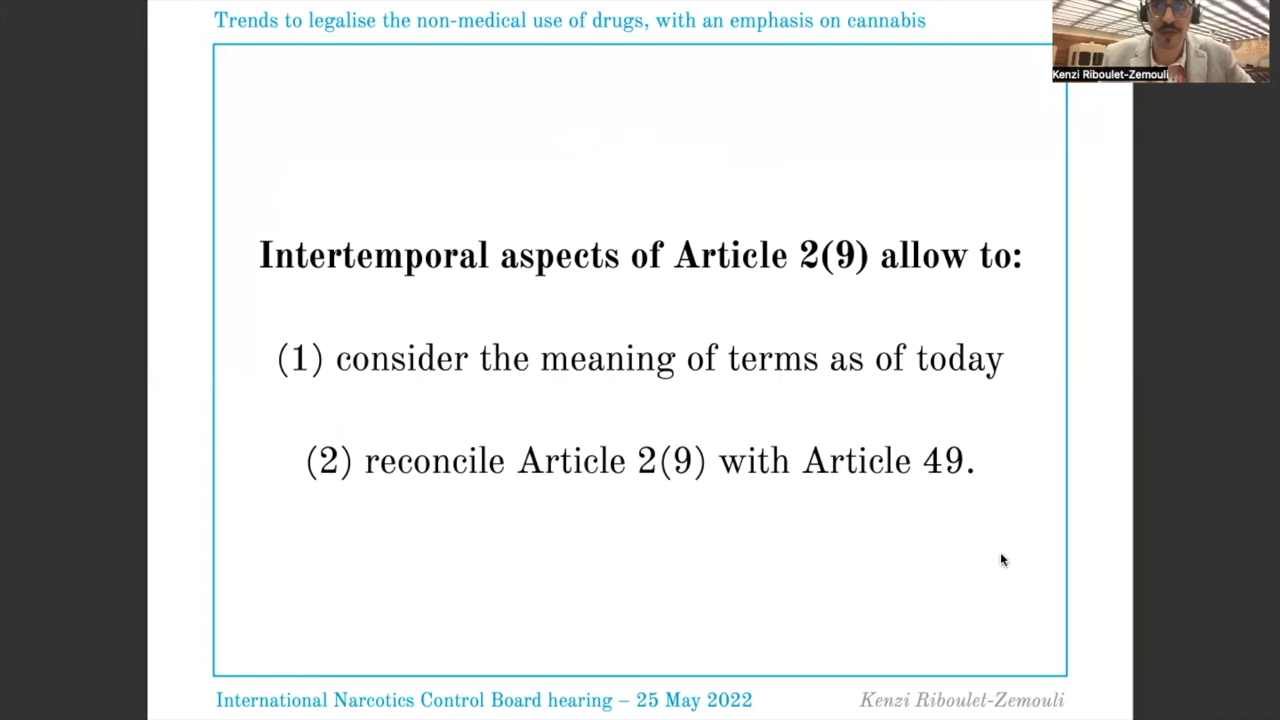 Trends to legalise the non-medical use of drugs, with an emphasis on cannabis
Kenzi Riboulet-Zemouli
Intertemporal aspects of Article 2(9) allow to:
(1) consider the meaning of terms as of today
(2) reconcile Article 2(9) with Article 49.
International Narcotics Control Board hearing – 25 May 2022
Kenzi Riboulet-Zemouli